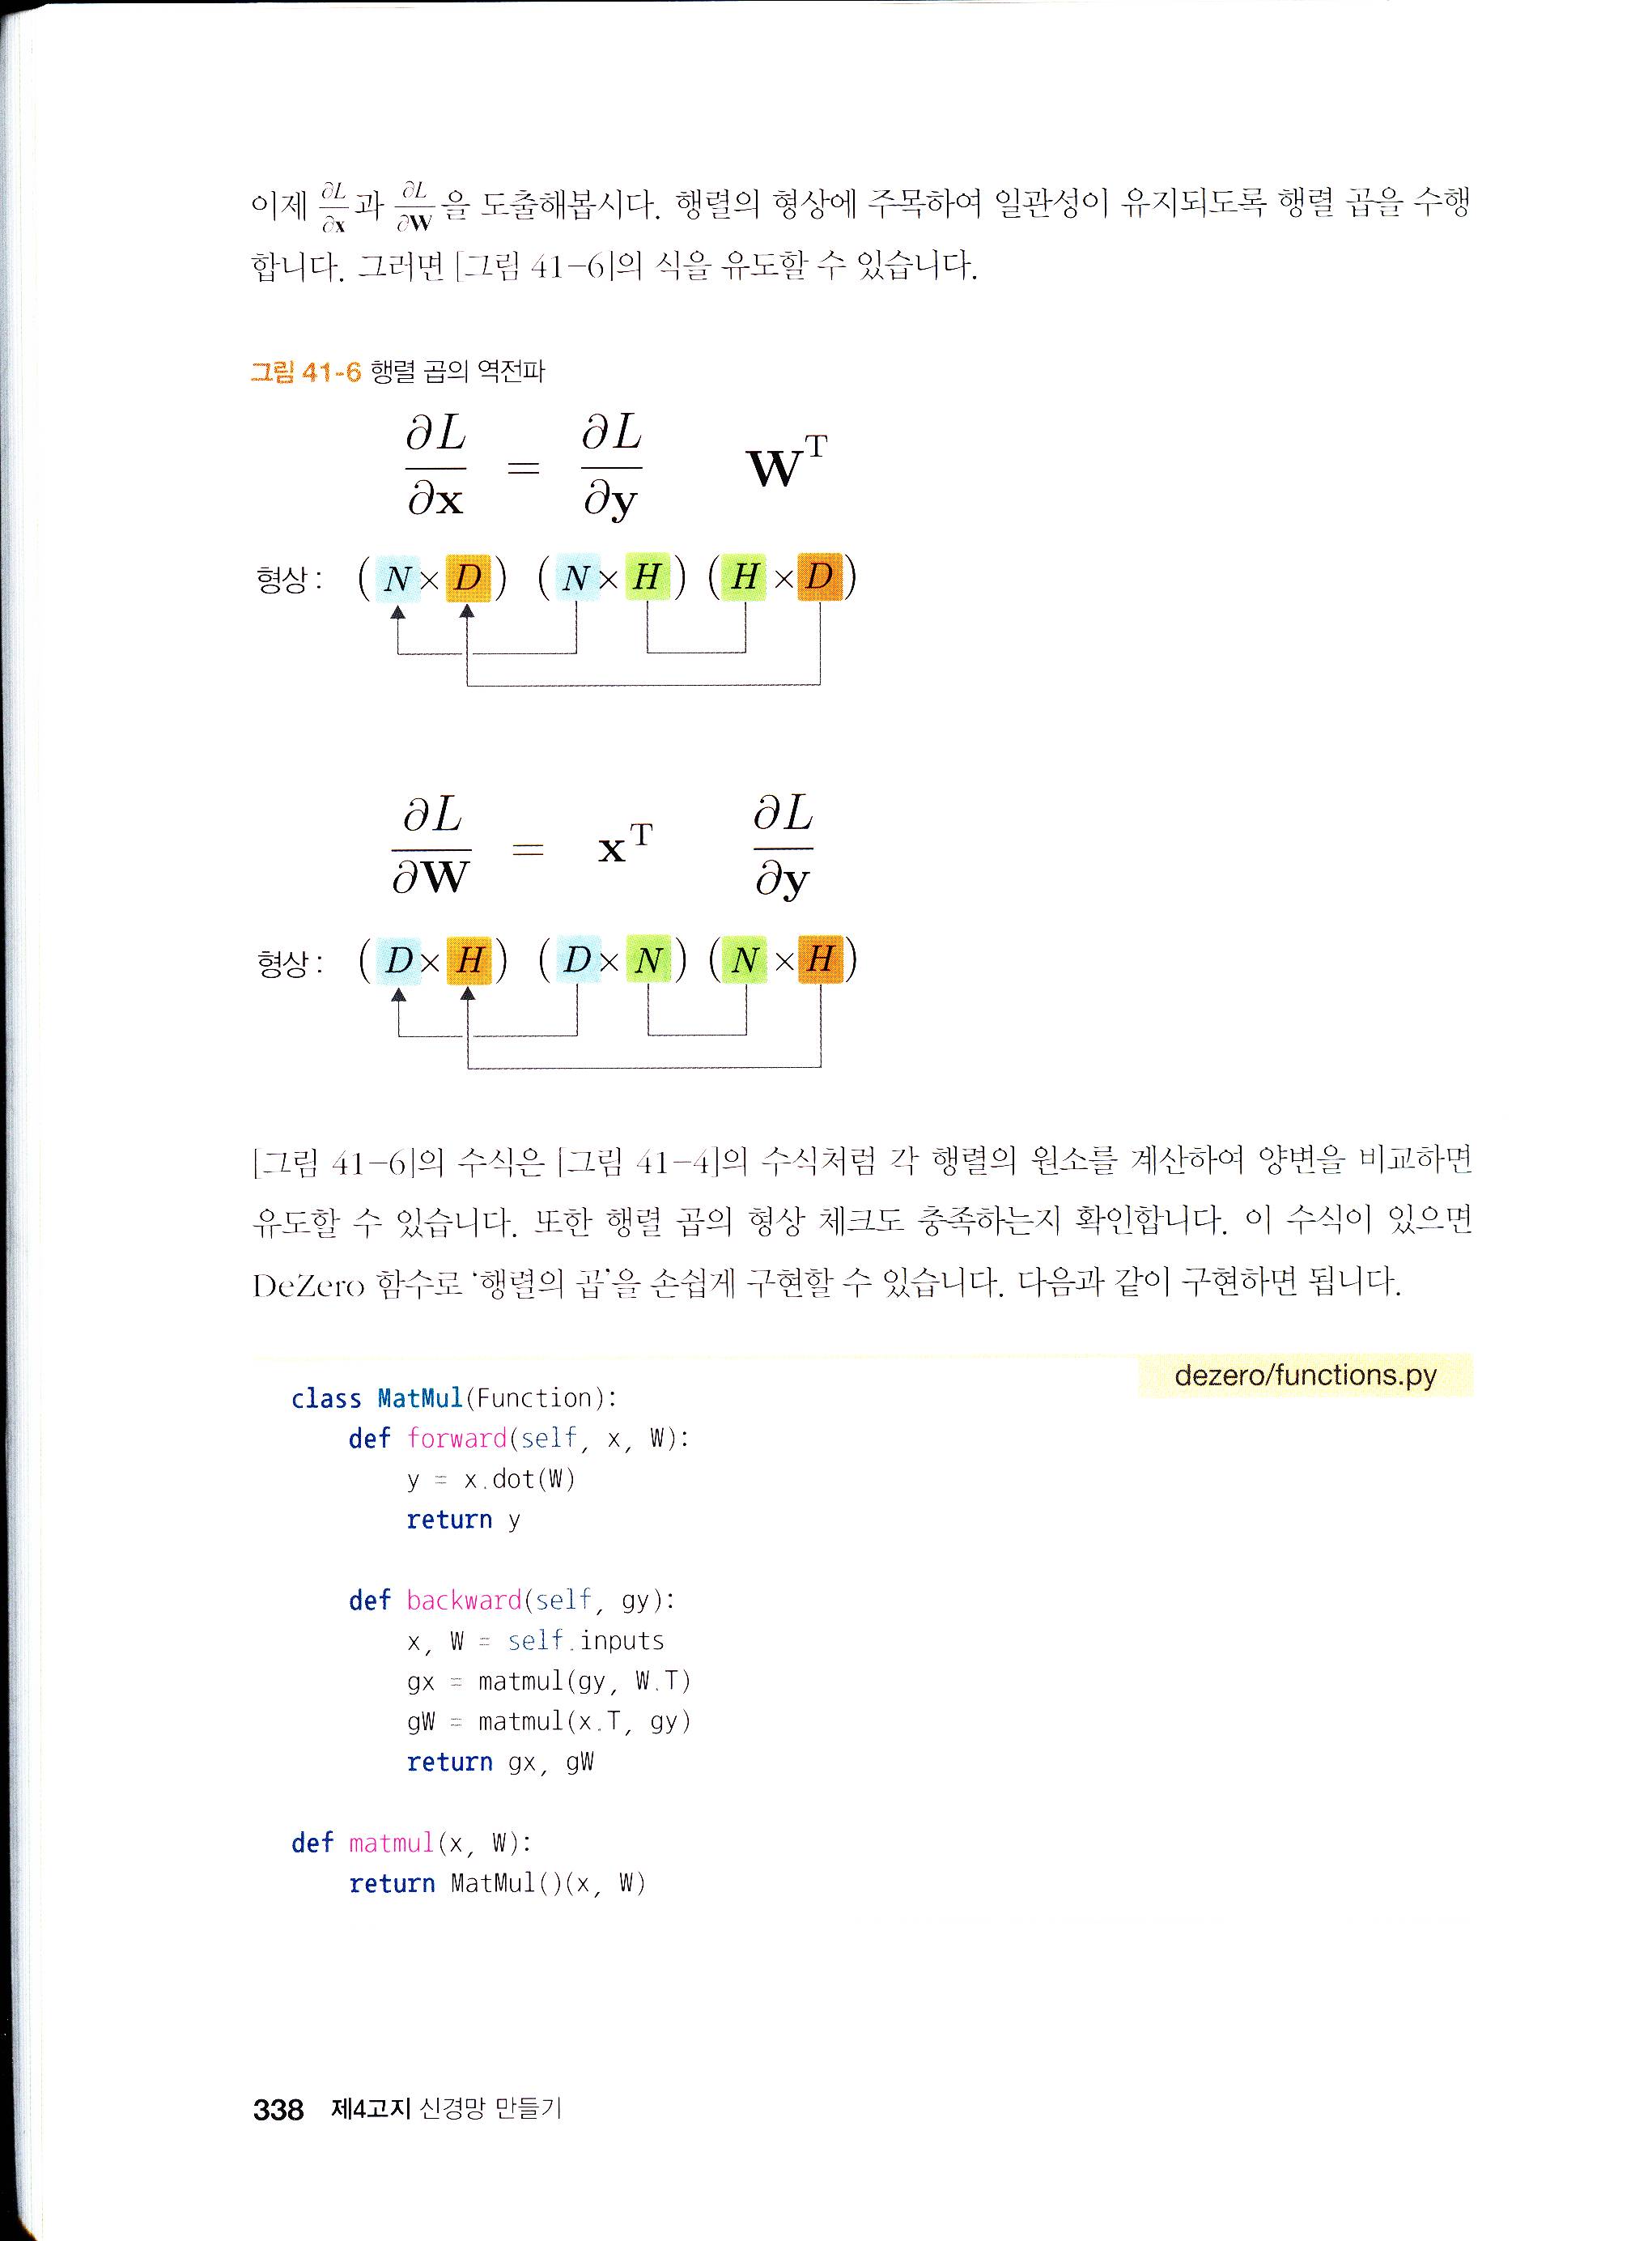 이제 ∂L/∂x과 ∂L/∂W을 도출해봅시다. 행렬의 형상에 주목하여 일관성이 유지되도록 행렬 곱을 수행
합니다. 그러면 [그림 41-6]의 식을 유도할 수 있습니다.
그림 41-6 행렬 곱의 역전파
∂L/∂x = ∂L/∂y W^T
형상: (N×D) (N×H) (H×D)
∂L/∂W = x^T ∂L/∂y
형상: (D×H) (D×N) (N×H)
[그림 41-6]의 수식은 [그림 41-4]의 수식처럼 각 행렬의 원소를 계산하여 양변을 비교하면
유도할 수 있습니다. 또한 행렬 곱의 형상 체크도 충족하는지 확인합니다. 이 수식이 있으면
DeZero 함수로 '행렬의 곱'을 손쉽게 구현할 수 있습니다. 다음과 같이 구현하면 됩니다.
dezero/functions.py
class MatMul(Function):
    def forward(self, x, W):
        y = x.dot(W)
        return y

    def backward(self, gy):
        x, W = self.inputs
        gx = matmul(gy, W.T)
        gW = matmul(x.T, gy)
        return gx, gW

def matmul(x, W):
    return MatMul()(x, W)
338 제4고지 신경망 만들기